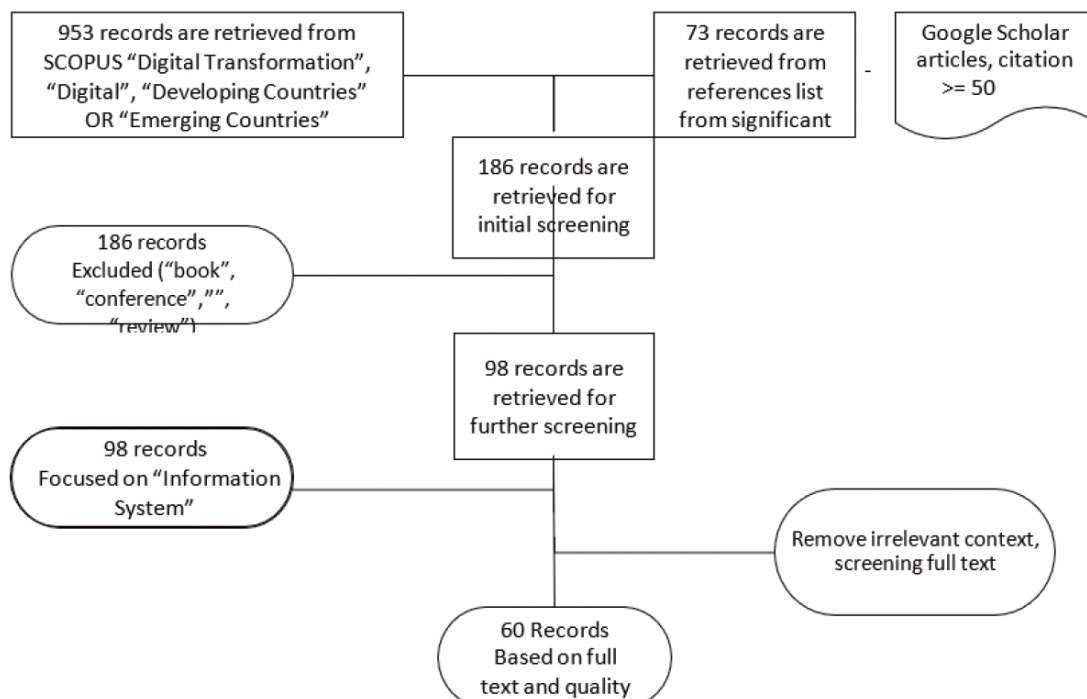 953 records are retrieved from
SCOPUS “Digital Transformation”,
“Digital”, “Developing Countries”
OR “Emerging Countries”
73 records are
retrieved from
references list
from significant
-
Google Scholar
articles, citation
>= 50
186 records are
retrieved for
initial screening
186 records
Excluded (“book”,
“conference”,””,
“review”)
98 records are
retrieved for
further screening
98 records
Focused on “Information
System”
Remove irrelevant context,
screening full text
60 Records
Based on full
text and quality